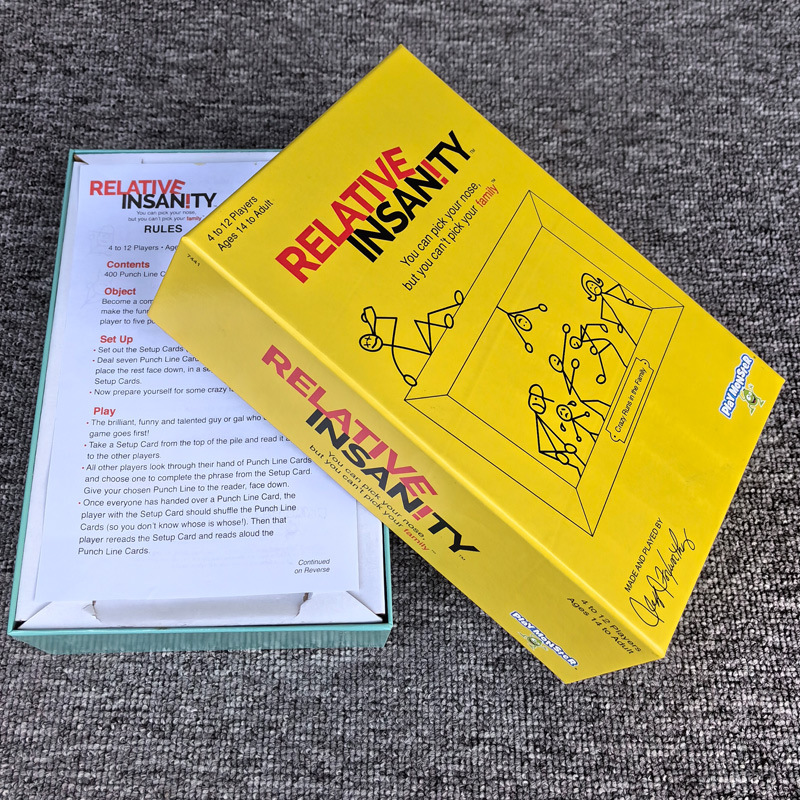 RELATIVE
INSAN!TY
You can pick your nose,
but you can't pick your family
RULES
4 to 12 Players •
Contents
400 Punch Line
Object
Become a
make the
player to five
Set Up
• Set out the Setup Cards
• Deal seven Punch Line
place the rest face down, in a
Setup Cards.
• Now prepare yourself for some crazy
Play
• The brilliant, funny and talented guy or gal who
game goes first!
• Take a Setup Card from the top of the pile and read it
to the other players.
• All other players look through their hand of Punch Line Cards
and choose one to complete the phrase from the Setup Card.
Give your chosen Punch Line to the reader, face down.
• Once everyone has handed over a Punch Line Card, the
player with the Setup Card should shuffle the Punch Line
Cards (so you don't know whose is whose!). Then that
player rereads the Setup Card and reads aloud the
Punch Line Cards.
Continued
on Reverse
4 to 12 Players
Ages 14 to Adult
7441
RELATIVE
INSAN!TY™
You can pick your nose,
but you can't pick your family™
Crazy Runs in the Family
PLAY MONSTER
MADE AND PLAYED BY
Jeff Foxworthy
RELATIVE
INSAN!TY™
You can pick your nose,
but you can't pick your family™
PLAY MONSTER
4 to 12 Players
Ages 14 to Adult